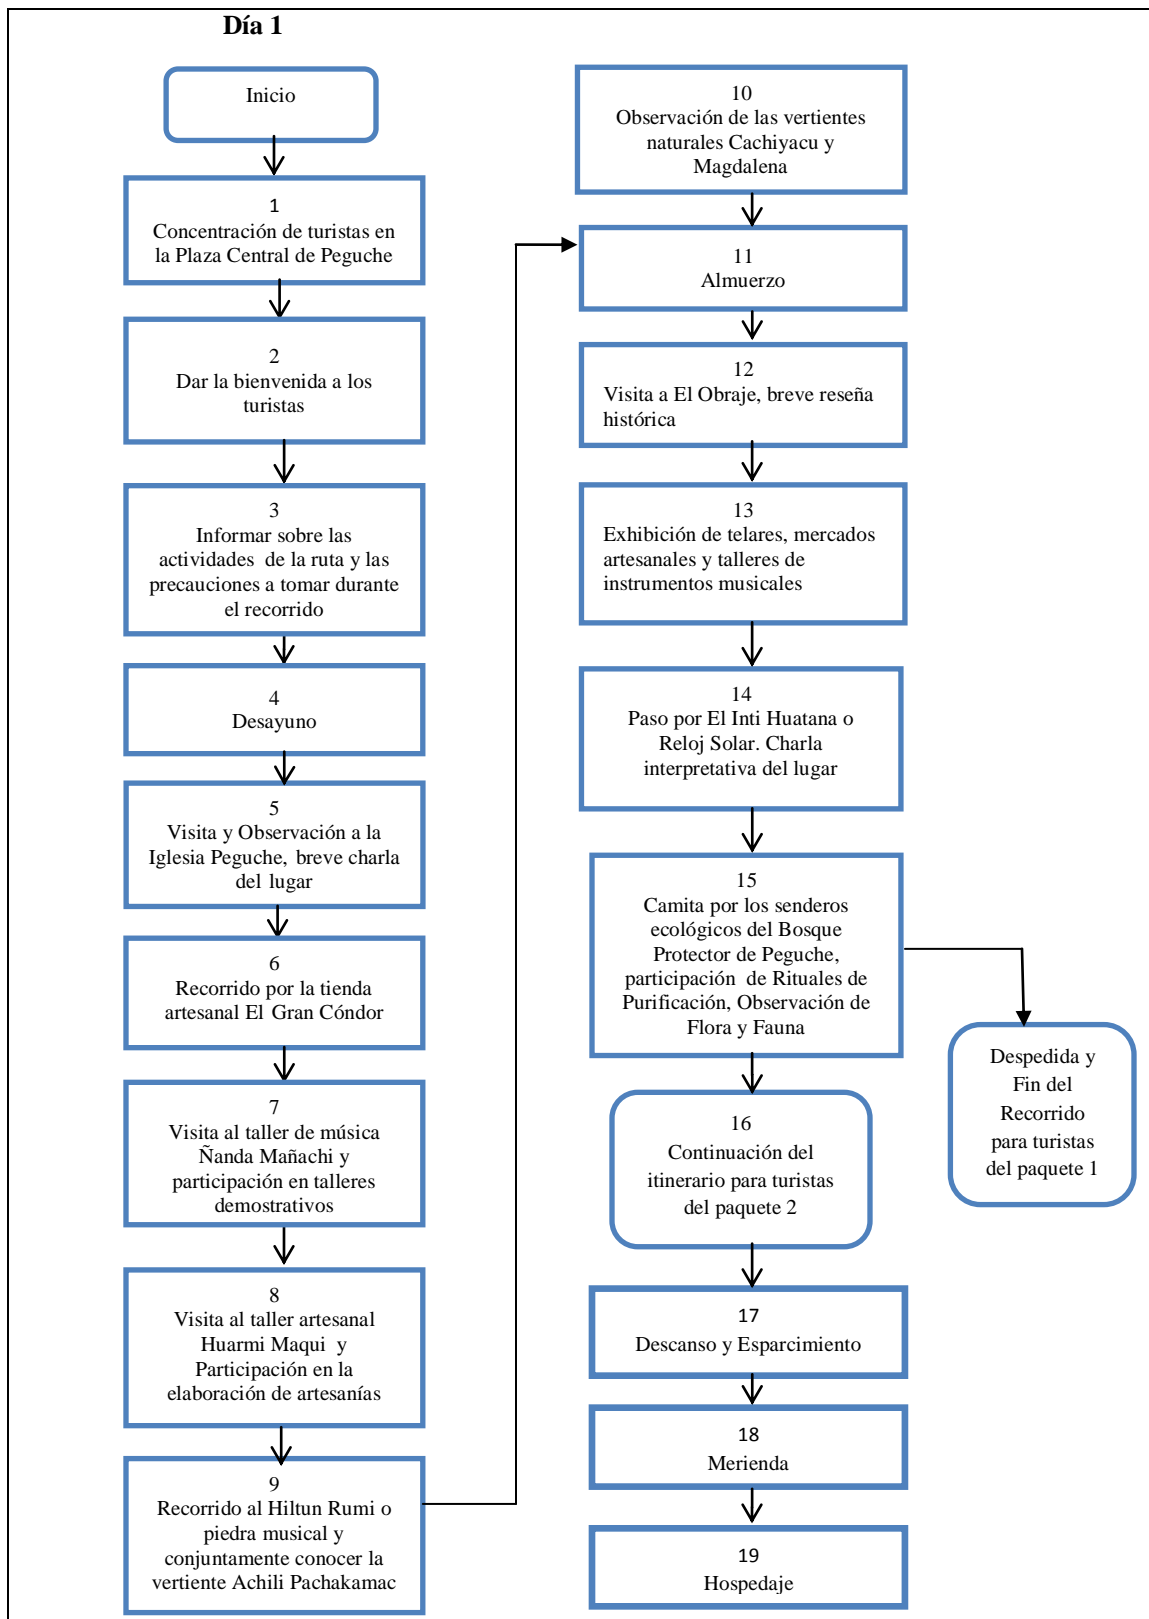 Día 1
Inicio
1
Concentración de turistas en
la Plaza Central de Peguche
2
Dar la bienvenida a los
turistas
3
Informar sobre las
actividades de la ruta y las
precauciones a tomar durante
el recorrido
4
Desayuno
5
Visita y Observación a la
Iglesia Peguche, breve charla
del lugar
6
Recorrido por la tienda
artesanal El Gran Cóndor
7
Visita al taller de música
Ñanda Mañachi y
participación en talleres
demostrativos
8
Visita al taller artesanal
Huarmi Maqui y
Participación en la
elaboración de artesanías
9
Recorrido al Hiltun Rumi o
piedra musical y
conjuntamente conocer la
vertiente Achili Pachakamac
10
Observación de las vertientes
naturales Cachiyacu y
Magdalena
11
Almuerzo
12
Visita a El Obraje, breve reseña
histórica
13
Exhibición de telares, mercados
artesanales y talleres de
instrumentos musicales
14
Paso por El Inti Huatana o
Reloj Solar. Charla
interpretativa del lugar
15
Camita por los senderos
ecológicos del Bosque
Protector de Peguche,
participación de Rituales de
Purificación, Observación de
Flora y Fauna
Despedida y
Fin del
Recorrido
para turistas
del paquete 1
16
Continuación del
itinerario para turistas
del paquete 2
17
Descanso y Esparcimiento
18
Merienda
19
Hospedaje